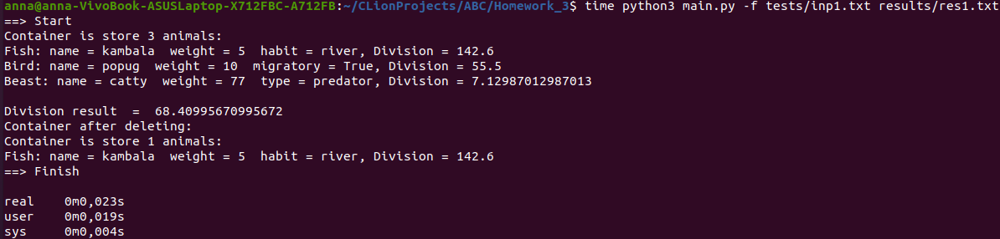 anna@anna-VivoBook-ASUSLaptop-X712FBC-A712FB:~/CLionProjects/ABC/Homework_3$ time python3 main.py -f tests/inp1.txt results/res1.txt
==> Start
Container is store 3 animals:
Fish: name = kambala  weight = 5  habit = river, Division = 142.6
Bird: name = popug  weight = 10  migratory = True, Division = 55.5
Beast: name = catty  weight = 77  type = predator, Division = 7.12987012987013

Division result  =  68.40995670995672
Container after deleting:
Container is store 1 animals:
Fish: name = kambala  weight = 5  habit = river, Division = 142.6
==> Finish

real    0m0,023s
user    0m0,019s
sys     0m0,004s